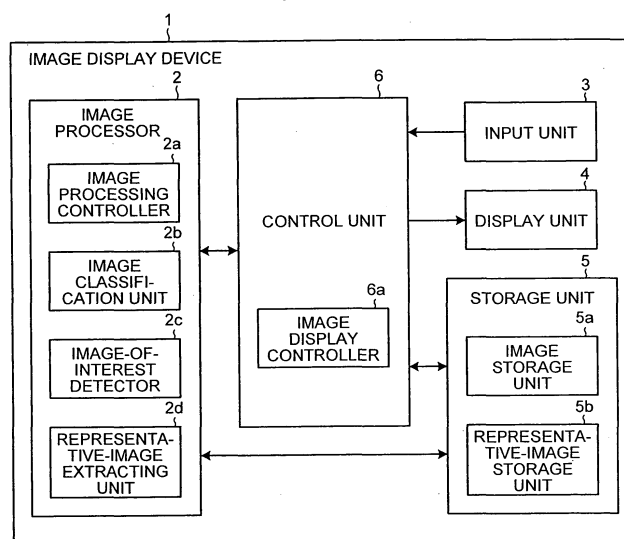 1
IMAGE DISPLAY DEVICE
2
IMAGE
PROCESSOR
2a
IMAGE
PROCESSING
CONTROLLER
2b
IMAGE
CLASSIFI-
CATION UNIT
2c
IMAGE-OF-
INTEREST
DETECTOR
2d
REPRESENTA-
TIVE-IMAGE
EXTRACTING
UNIT
6
CONTROL UNIT
6a
IMAGE
DISPLAY
CONTROLLER
3
INPUT UNIT
4
DISPLAY UNIT
5
STORAGE UNIT
5a
IMAGE
STORAGE
UNIT
5b
REPRESENTA-
TIVE-IMAGE
STORAGE
UNIT